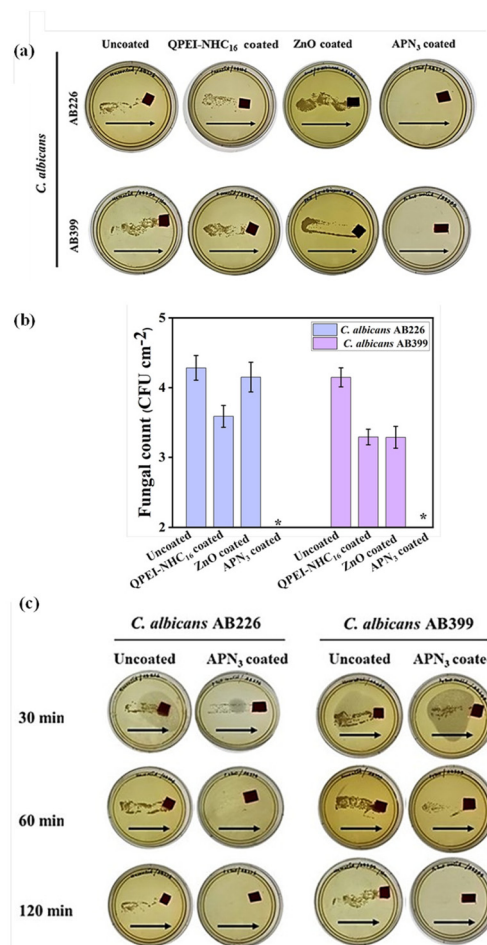 (a)
Uncoated QPEI-NHC₁₆ coated ZnO coated APN₃ coated
C. albicans
AB226
AB399
(b)
Fungal count (CFU cm⁻²)
C. albicans AB226
C. albicans AB399
4
3
2
*
*
Uncoated
QPEI-NHC₁₆ coated
ZnO coated
APN₃ coated
Uncoated
QPEI-NHC₁₆ coated
ZnO coated
APN₃ coated
(c)
C. albicans AB226 C. albicans AB399
Uncoated APN₃ coated Uncoated APN₃ coate
30 min
60 min
120 min